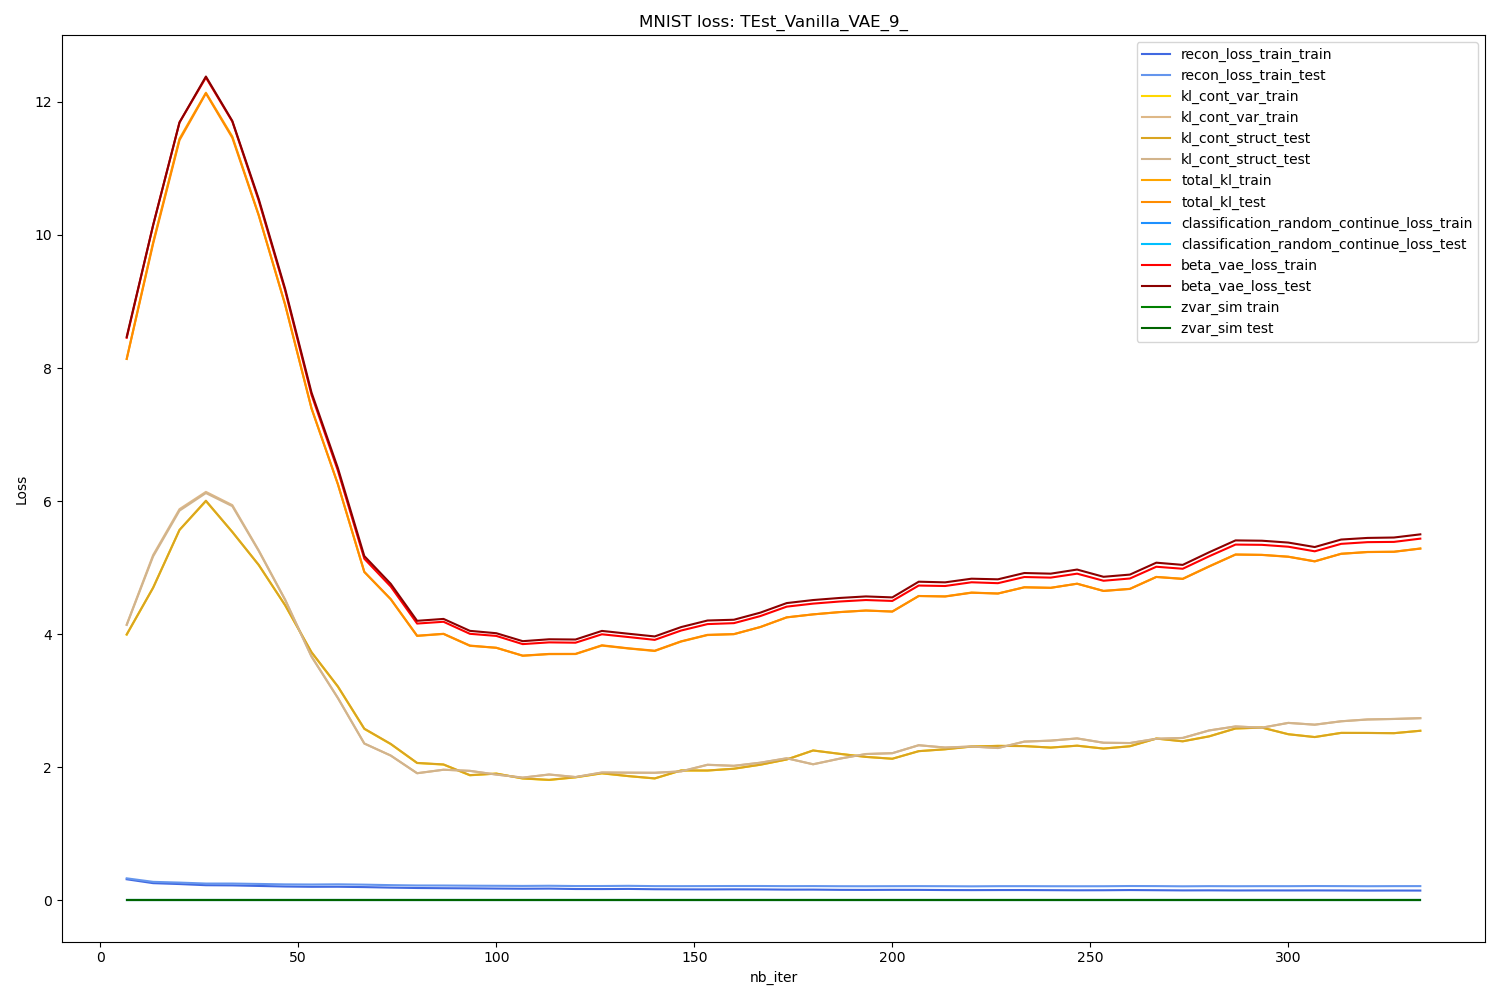 MNIST loss: TEst_Vanilla_VAE_9_
recon_loss_train_train
recon_loss_train_test
kl_cont_var_train
kl_cont_var_train
kl_cont_struct_test
kl_cont_struct_test
total_kl_train
total_kl_test
classification_random_continue_loss_train
classification_random_continue_loss_test
beta_vae_loss_train
beta_vae_loss_test
zvar_sim train
zvar_sim test
12
10
8
6
4
2
0
Loss
0 50 100 150 200 250 300
nb_iter